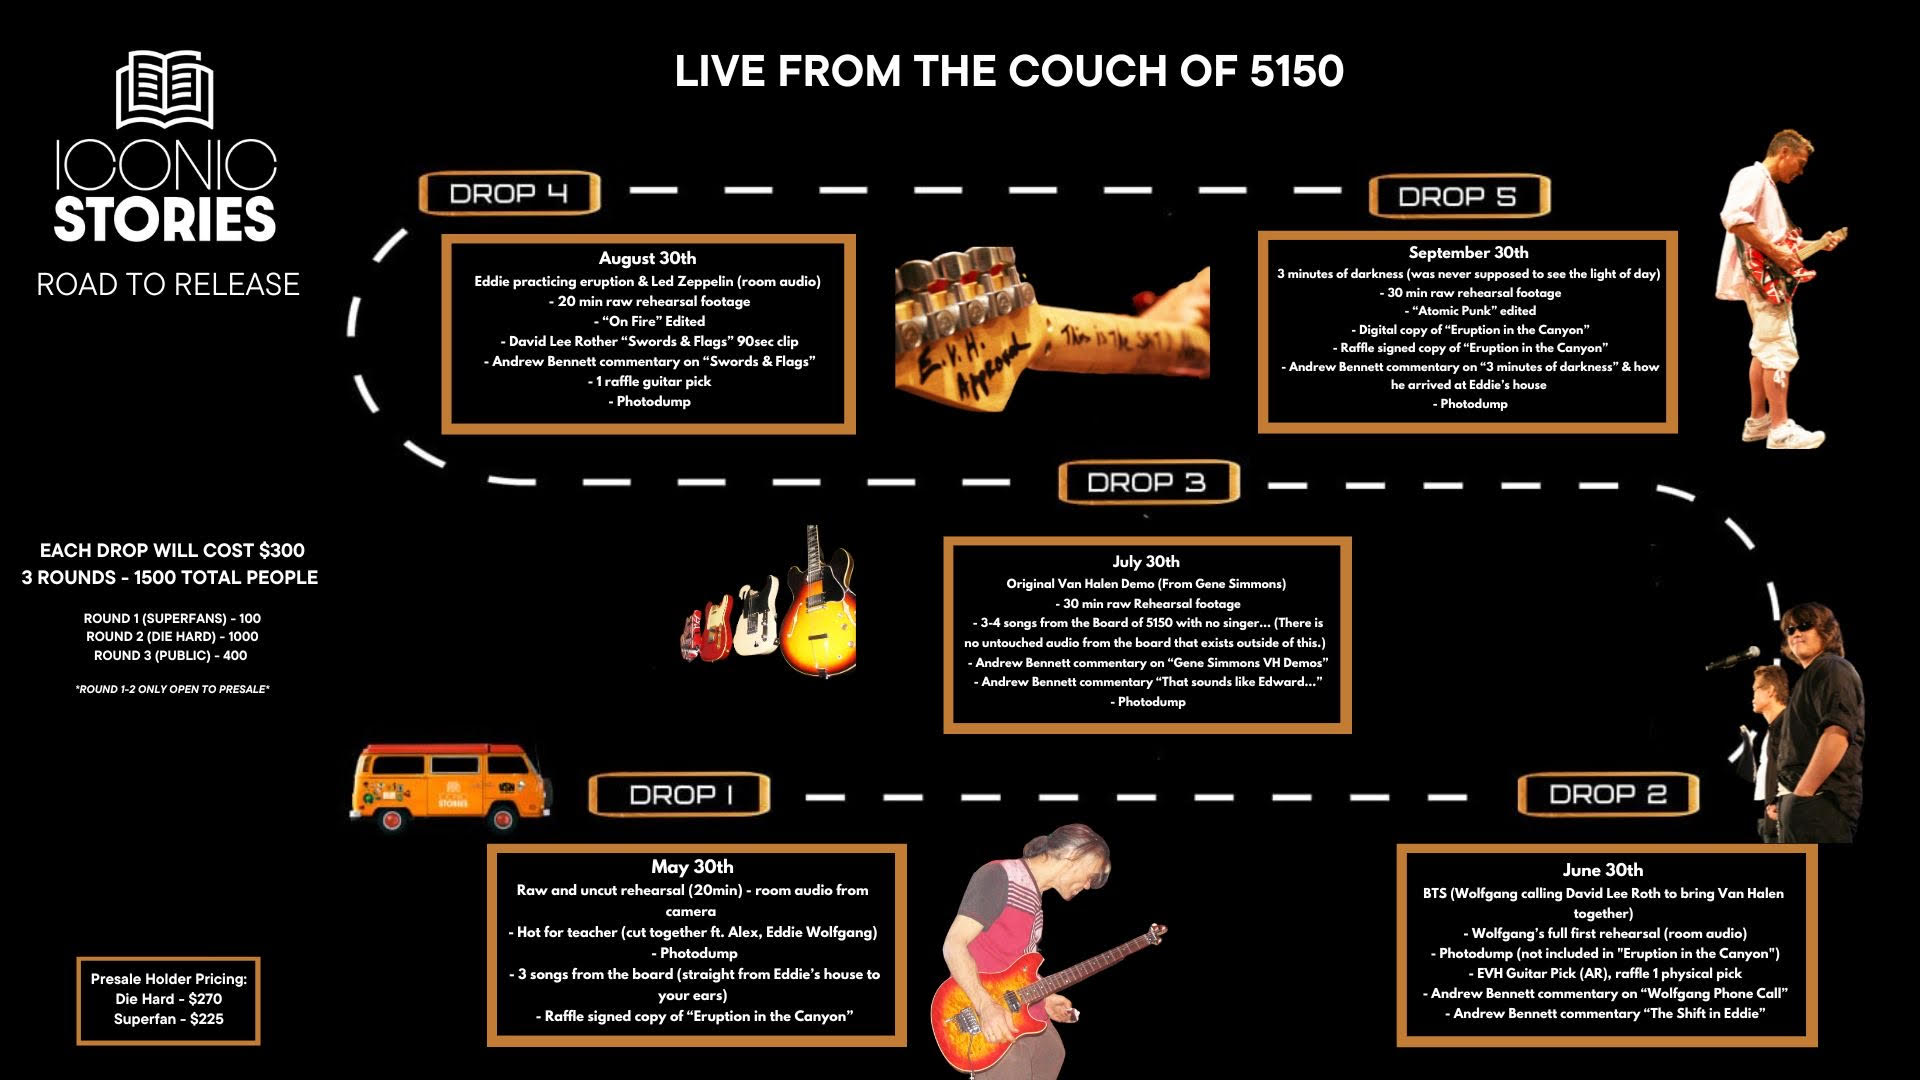 LIVE FROM THE COUCH OF 5150
ICONIC
STORIES
ROAD TO RELEASE
EACH DROP WILL COST $300
3 ROUNDS - 1500 TOTAL PEOPLE
ROUND 1 (SUPERFANS) - 100
ROUND 2 (DIE HARD) - 1000
ROUND 3 (PUBLIC) - 400
*ROUND 1-2 ONLY OPEN TO PRESALE*
Presale Holder Pricing:
Die Hard - $270
Superfan - $225
DROP 4
August 30th
Eddie practicing eruption & Led Zeppelin (room audio)
- 20 min raw rehearsal footage
- “On Fire” Edited
- David Lee Rother “Swords & Flags” 90sec clip
- Andrew Bennett commentary on “Swords & Flags”
- 1 raffle guitar pick
- Photodump
E.V.H.
Approved
This is the
DROP 5
September 30th
3 minutes of darkness (was never supposed to see the light of day)
- 30 min raw rehearsal footage
- “Atomic Punk” edited
- Digital copy of “Eruption in the Canyon”
- Raffle signed copy of “Eruption in the Canyon”
- Andrew Bennett commentary on “3 minutes of darkness” & how
he arrived at Eddie’s house
- Photodump
DROP 3
July 30th
Original Van Halen Demo (From Gene Simmons)
- 30 min raw Rehearsal footage
- 3-4 songs from the Board of 5150 with no singer... (There is
no untouched audio from the board that exists outside of this.)
- Andrew Bennett commentary on “Gene Simmons VH Demos”
- Andrew Bennett commentary “That sounds like Edward...”
- Photodump
ICONIC
STORIES
DROP 1
May 30th
Raw and uncut rehearsal (20min) - room audio from
camera
- Hot for teacher (cut together ft. Alex, Eddie Wolfgang)
- Photodump
- 3 songs from the board (straight from Eddie’s house to
your ears)
- Raffle signed copy of “Eruption in the Canyon”
DROP 2
June 30th
BTS (Wolfgang calling David Lee Roth to bring Van Halen
together)
- Wolfgang’s full first rehearsal (room audio)
- Photodump (not included in "Eruption in the Canyon")
- EVH Guitar Pick (AR), raffle 1 physical pick
- Andrew Bennett commentary on “Wolfgang Phone Call”
- Andrew Bennett commentary “The Shift in Eddie”